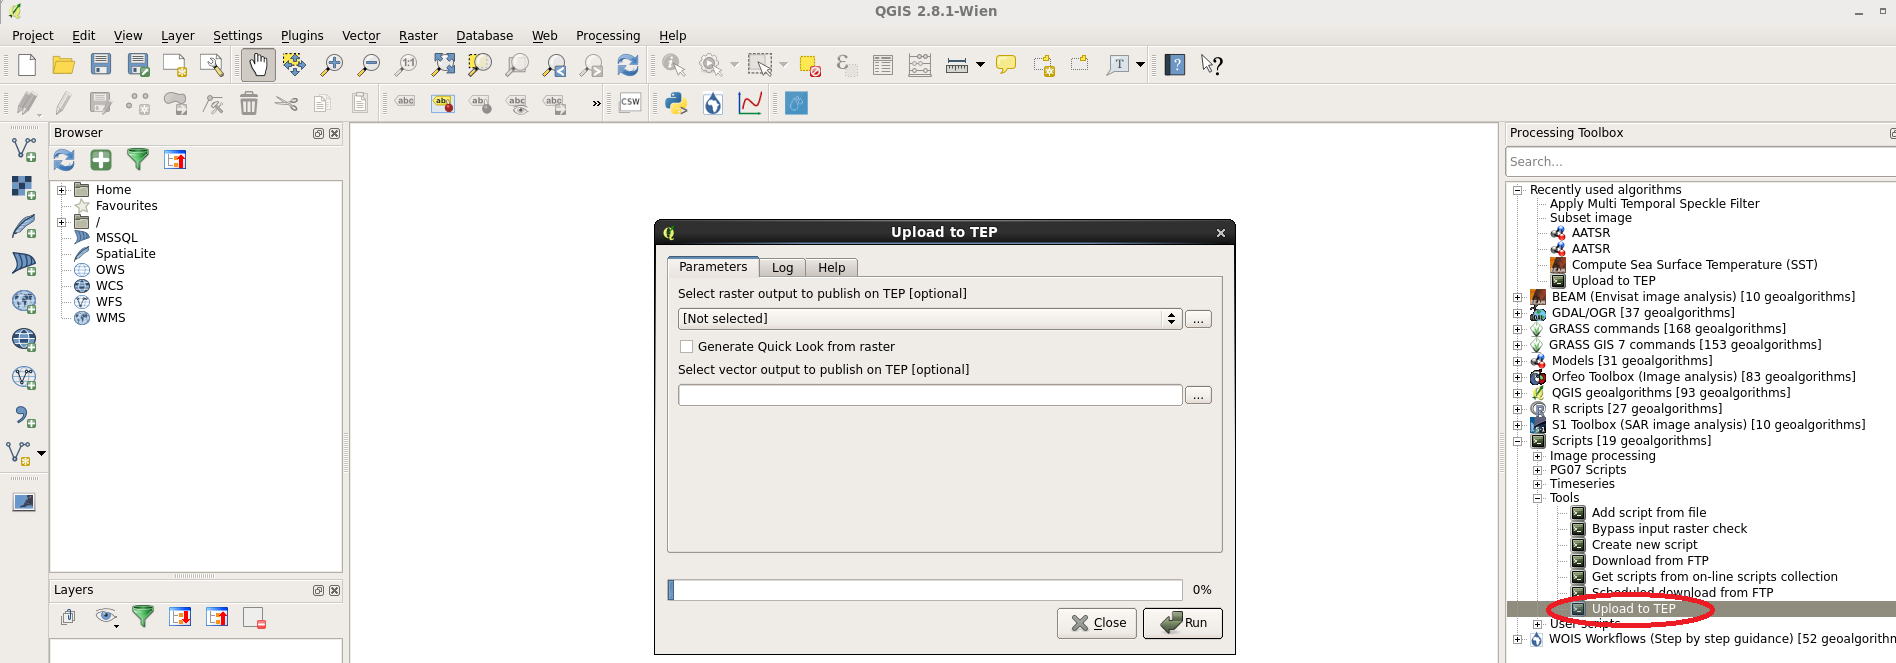 QGIS 2.8.1-Wien
Project Edit View Layer Settings Plugins Vector Raster Database Web Processing Help
1:1
ε
T
?
?
abc abc abc abc abc » CSW
Browser
Home
Favourites
/
MSSQL
SpatiaLite
OWS
WCS
WFS
WMS
Layers
Upload to TEP
Parameters Log Help
Select raster output to publish on TEP [optional]
[Not selected] ...
Generate Quick Look from raster
Select vector output to publish on TEP [optional]
...
0%
Close Run
Processing Toolbox
Search...
Recently used algorithms
Apply Multi Temporal Speckle Filter
Subset image
AATSR
AATSR
Compute Sea Surface Temperature (SST)
Upload to TEP
BEAM (Envisat image analysis) [10 geoalgorithms]
GDAL/OGR [37 geoalgorithms]
GRASS commands [168 geoalgorithms]
GRASS GIS 7 commands [153 geoalgorithms]
Models [31 geoalgorithms]
Orfeo Toolbox (Image analysis) [83 geoalgorithms]
QGIS geoalgorithms [93 geoalgorithms]
R scripts [27 geoalgorithms]
S1 Toolbox (SAR image analysis) [10 geoalgorithms]
Scripts [19 geoalgorithms]
Image processing
PG07 Scripts
Timeseries
Tools
Add script from file
Bypass input raster check
Create new script
Download from FTP
Get scripts from on-line scripts collection
Scheduled download from FTP
Upload to TEP
User scripts
WOIS Workflows (Step by step guidance) [52 geoalgorithm